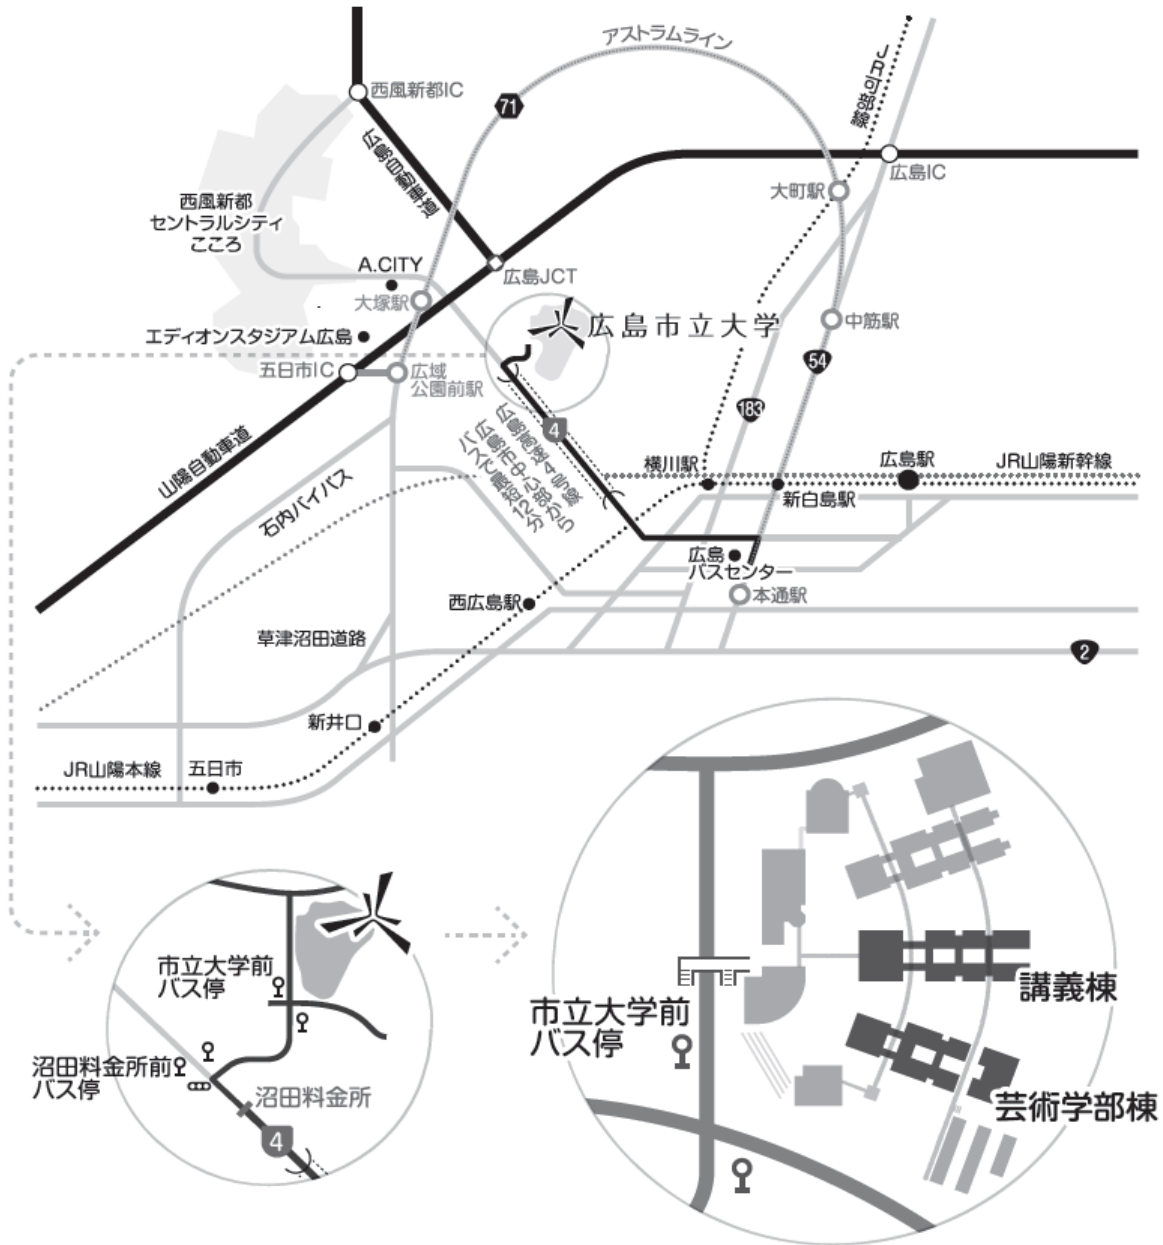 アストラムライン
西風新都IC
71
JR可部線
広島自動車道
広島IC
大町駅
西風新都
セントラルシティ
こころ
A.CITY
広島JCT
大塚駅
広島市立大学
中筋駅
エディオンスタジアム広島
五日市IC
広域
公園前駅
54
183
4
広島高速4号線
広島市中心部から
バスで最短12分
山陽自動車道
石内バイパス
横川駅
広島駅
JR山陽新幹線
新白島駅
広島
バスセンター
本通駅
西広島駅
草津沼田道路
2
新井口
JR山陽本線
五日市
市立大学前
バス停
沼田料金所前
バス停
沼田料金所
4
市立大学前
バス停
講義棟
芸術学部棟